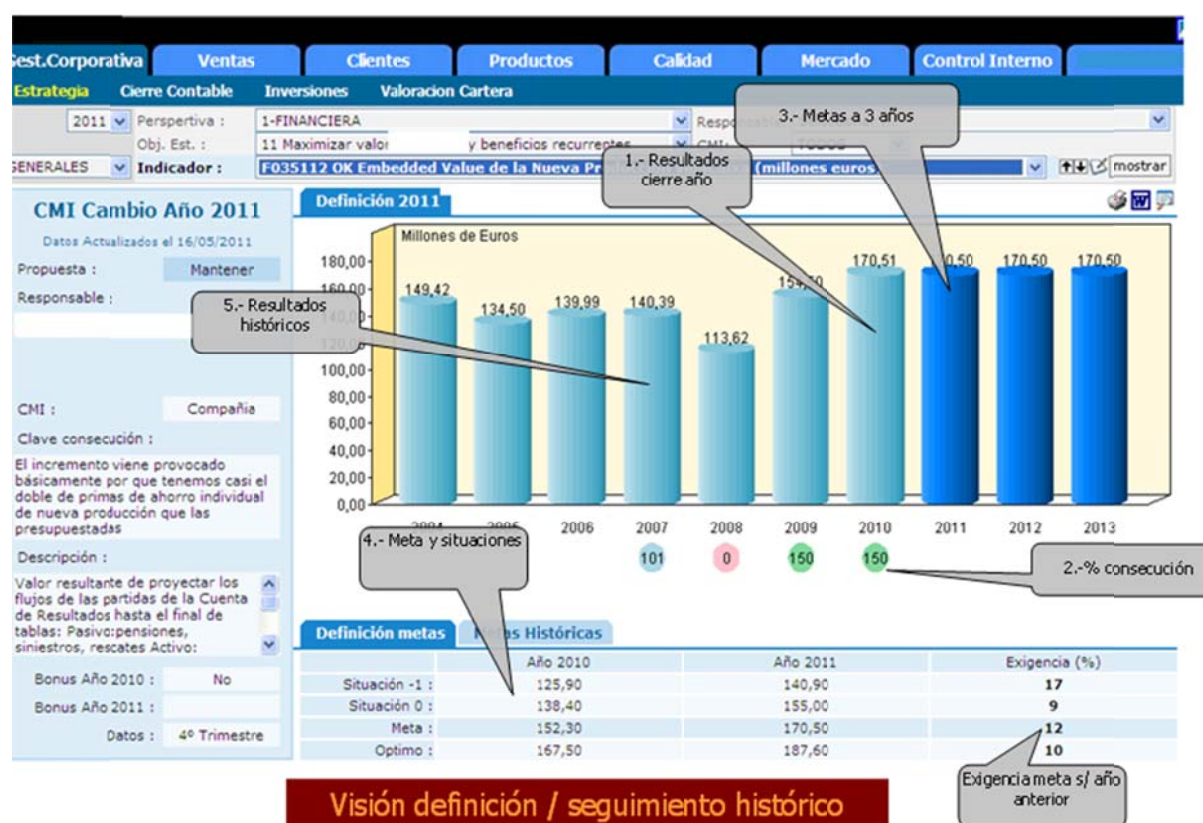 Gest.Corporativa Ventas Clientes Productos Calidad Mercado Control Interno
Estrategia Cierre Contable Inversiones Valoracion Cartera
2011 Perspertiva : 1-FINANCIERA
3.- Metas a 3 años
Obj. Est. : 11 Maximizar valor y beneficios recurrentes CMI:
GENERALES Indicador : F035112 OK Embedded Value de la Nueva (millones euros mostrar
1.- Resultados
cierre año
CMI Cambio Año 2011
Definición 2011
Datos Actualizados el 16/05/2011
Propuesta : Mantener
Responsable :
5.- Resultados
históricos
CMI : Compañia
Clave consecución :
El incremento viene provocado
básicamente por que tenemos casi el
doble de primas de ahorro individual
de nueva producción que las
presupuestadas
Descripción :
Valor resultante de proyectar los
flujos de las partidas de la Cuenta
de Resultados hasta el final de
tablas: Pasivo:pensiones,
siniestros, rescates Activo:
Bonus Año 2010 : No
Bonus Año 2011 :
Datos : 4º Trimestre
Millones de Euros
180,00
160,00
120,00
100,00
80,00
60,00
40,00
20,00
0,00
149,42 134,50 139,99 140,39 113,62 170,51 170,50 170,50
2006 2007 2008 2009 2010 2011 2012 2013
101 0 150 150
4.- Meta y situaciones
2.-% consecución
Definición metas Metas Históricas
Año 2010 Año 2011 Exigencia (%)
Situación -1 : 125,90 140,90 17
Situación 0 : 138,40 155,00 9
Meta : 152,30 170,50 12
Optimo : 167,50 187,60 10
Exigencia meta s/ año
anterior
Visión definición / seguimiento histórico